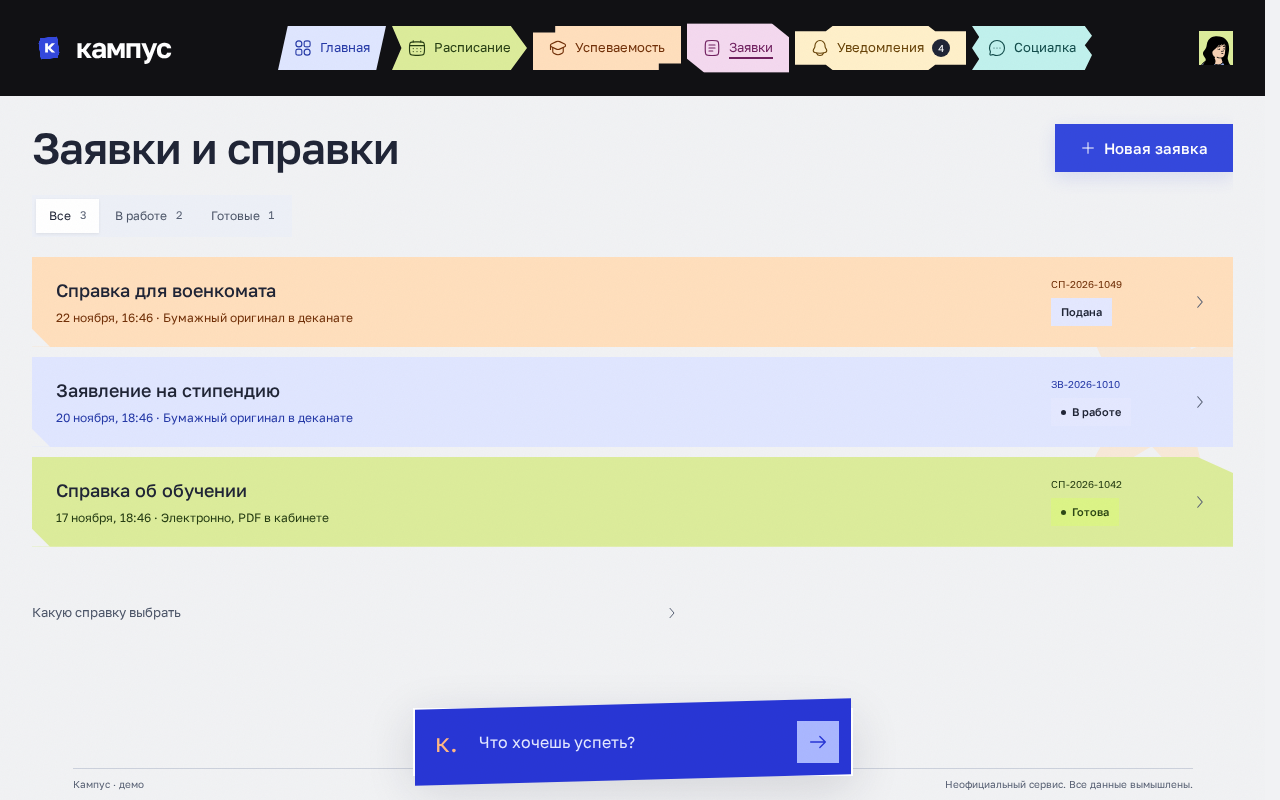 K кампус
Главная
Расписание
Успеваемость
Заявки
Уведомления 4
Социалка
Заявки и справки
Новая заявка
Все 3
В работе 2
Готовые 1
Справка для военкомата
22 ноября, 16:46 · Бумажный оригинал в деканате
СП-2026-1049
Подана
Заявление на стипендию
20 ноября, 18:46 · Бумажный оригинал в деканате
ЗВ-2026-1010
В работе
Справка об обучении
17 ноября, 18:46 · Электронно, PDF в кабинете
СП-2026-1042
Готова
Какую справку выбрать
К. Что хочешь успеть?
Кампус · демо
Неофициальный сервис. Все данные вымышлены.